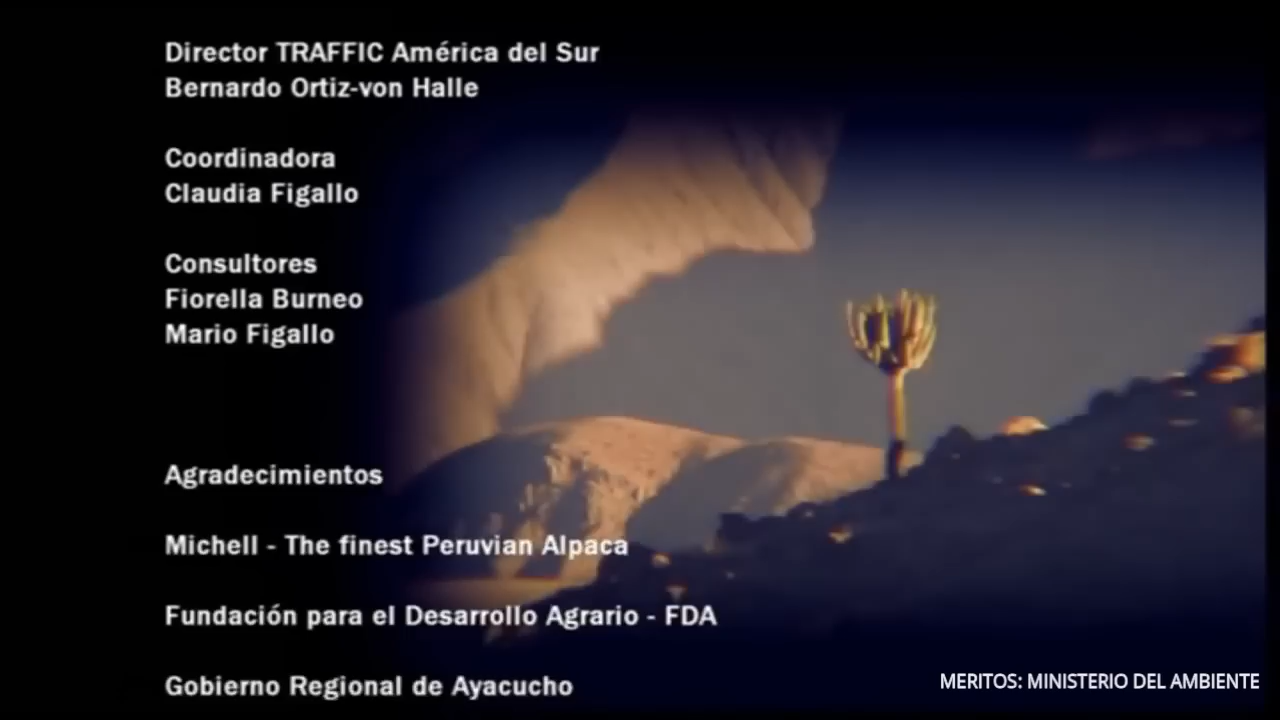 Director TRAFFIC América del Sur
Bernardo Ortiz-von Halle
Coordinadora
Claudia Figallo
Consultores
Fiorella Burneo
Mario Figallo
Agradecimientos
Michell - The finest Peruvian Alpaca
Fundación para el Desarrollo Agrario - FDA
Gobierno Regional de Ayacucho
MERITOS: MINISTERIO DEL AMBIENTE